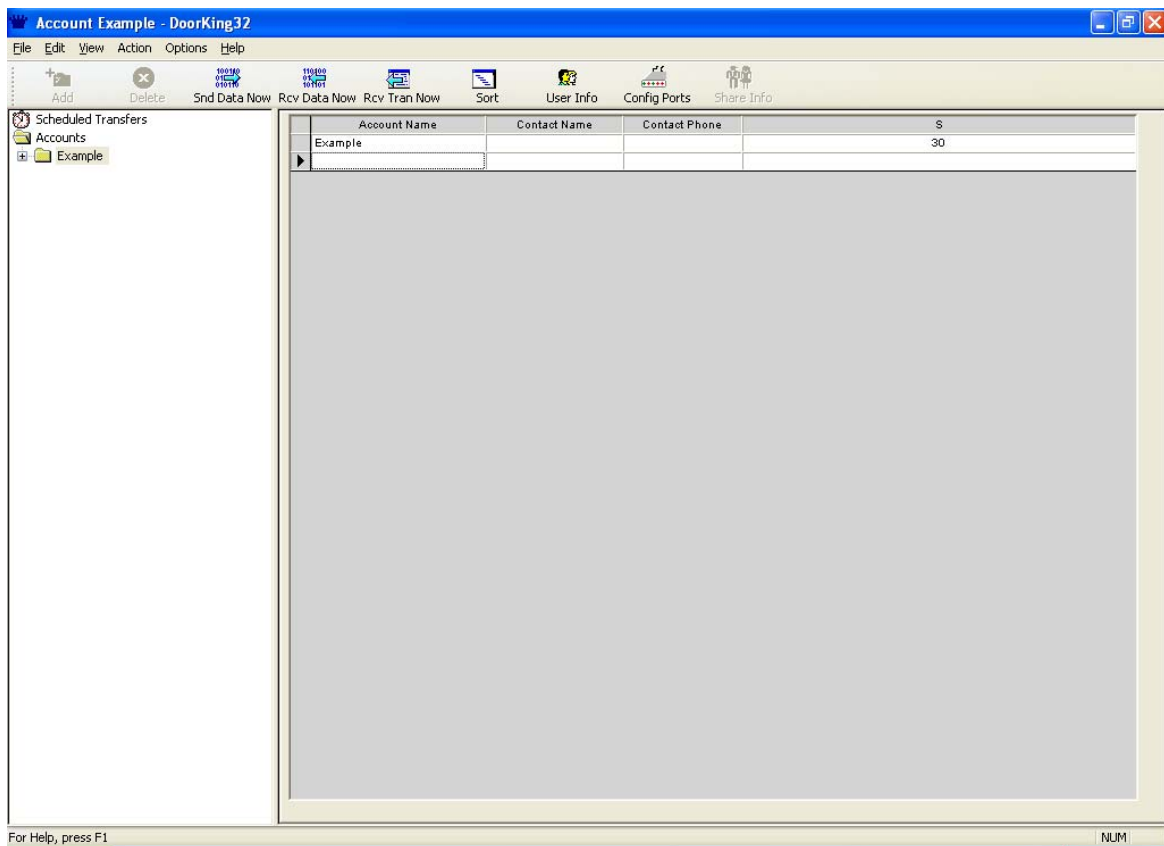 Account Example - DoorKing32
File Edit View Action Options Help
Add Delete Snd Data Now Rcv Data Now Rcv Tran Now Sort User Info Config Ports Share Info
Scheduled Transfers
Accounts
Example
Account Name Contact Name Contact Phone S
Example 30
For Help, press F1 NUM